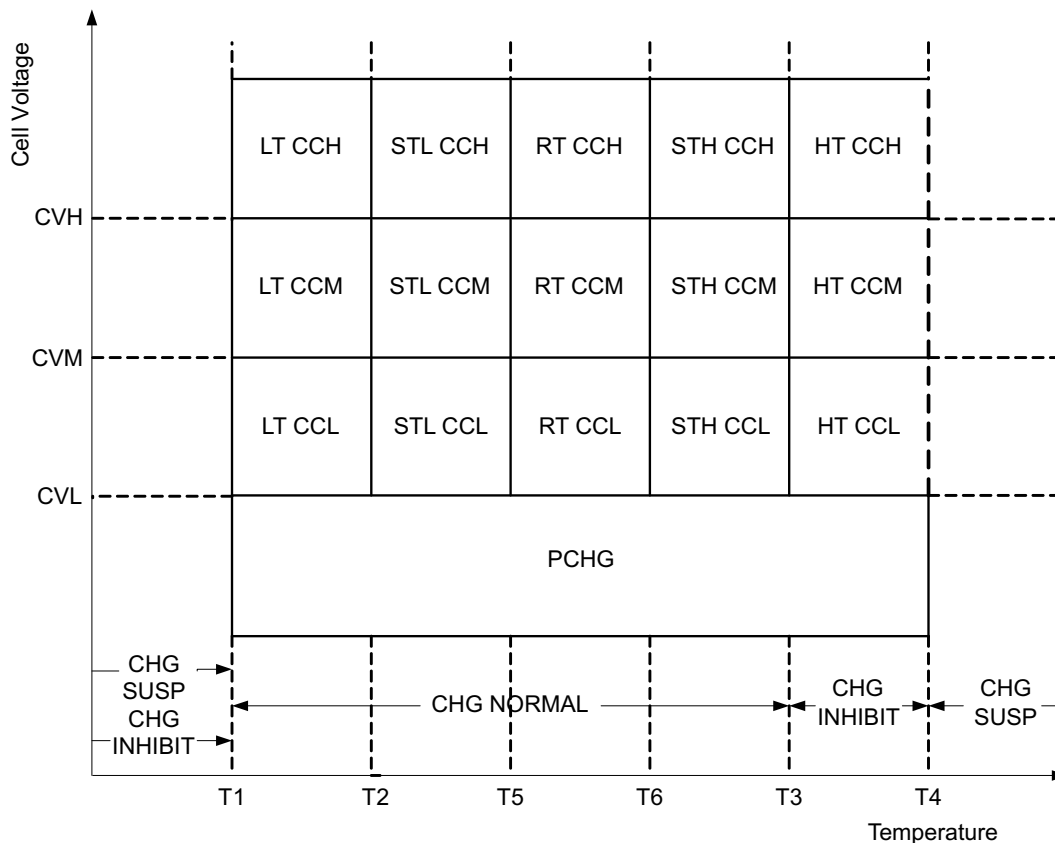 Cell Voltage
LT CCH
STL CCH
RT CCH
STH CCH
HT CCH
CVH
LT CCM
STL CCM
RT CCM
STH CCM
HT CCM
CVM
LT CCL
STL CCL
RT CCL
STH CCL
HT CCL
CVL
PCHG
CHG
SUSP
CHG
INHIBIT
CHG NORMAL
CHG
INHIBIT
CHG
SUSP
T1
T2
T5
T6
T3
T4
Temperature